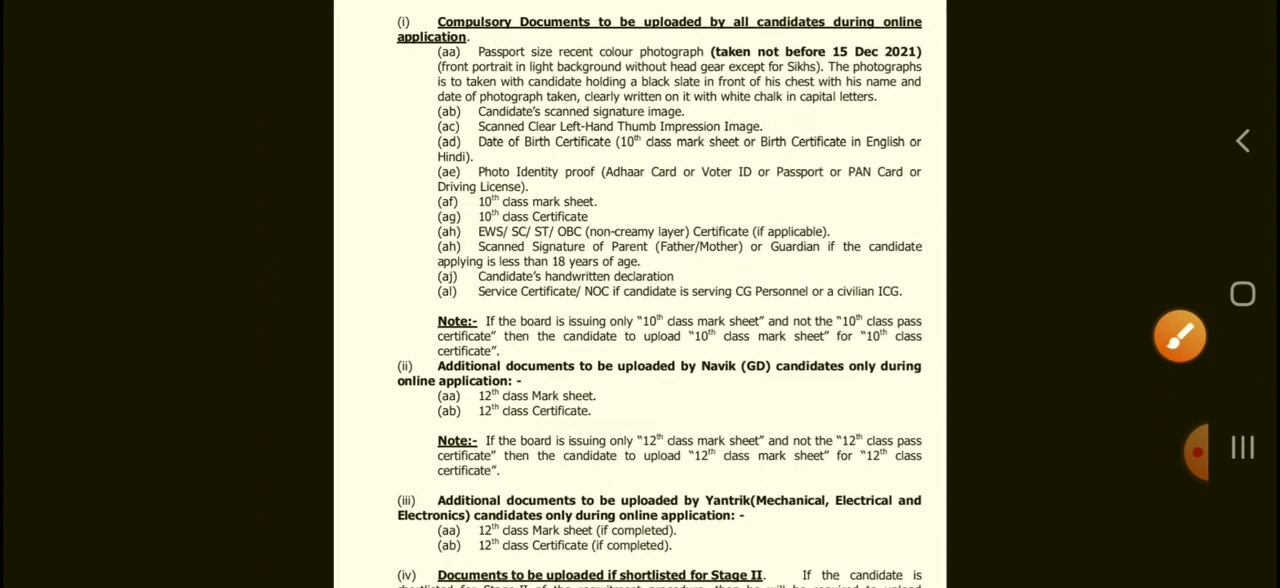 (i) Compulsory Documents to be uploaded by all candidates during online
application.
(aa) Passport size recent colour photograph (taken not before 15 Dec 2021)
(front portrait in light background without head gear except for Sikhs). The photographs
is to taken with candidate holding a black slate in front of his chest with his name and
date of photograph taken, clearly written on it with white chalk in capital letters.
(ab) Candidate's scanned signature image.
(ac) Scanned Clear Left-Hand Thumb Impression Image.
(ad) Date of Birth Certificate (10th class mark sheet or Birth Certificate in English or
Hindi).
(ae) Photo Identity proof (Adhaar Card or Voter ID or Passport or PAN Card or
Driving License).
(af) 10th class mark sheet.
(ag) 10th class Certificate
(ah) EWS/ SC/ ST/ OBC (non-creamy layer) Certificate (if applicable).
(ah) Scanned Signature of Parent (Father/Mother) or Guardian if the candidate
applying is less than 18 years of age.
(aj) Candidate's handwritten declaration
(al) Service Certificate/ NOC if candidate is serving CG Personnel or a civilian ICG.
Note:- If the board is issuing only "10th class mark sheet" and not the "10th class pass
certificate" then the candidate to upload "10th class mark sheet" for "10th class
certificate".
(ii) Additional documents to be uploaded by Navik (GD) candidates only during
online application: -
(aa) 12th class Mark sheet.
(ab) 12th class Certificate.
Note:- If the board is issuing only "12th class mark sheet" and not the "12th class pass
certificate" then the candidate to upload "12th class mark sheet" for "12th class
certificate".
(iii) Additional documents to be uploaded by Yantrik(Mechanical, Electrical and
Electronics) candidates only during online application: -
(aa) 12th class Mark sheet (if completed).
(ab) 12th class Certificate (if completed).
(iv) Documents to be uploaded if shortlisted for Stage II. If the candidate is